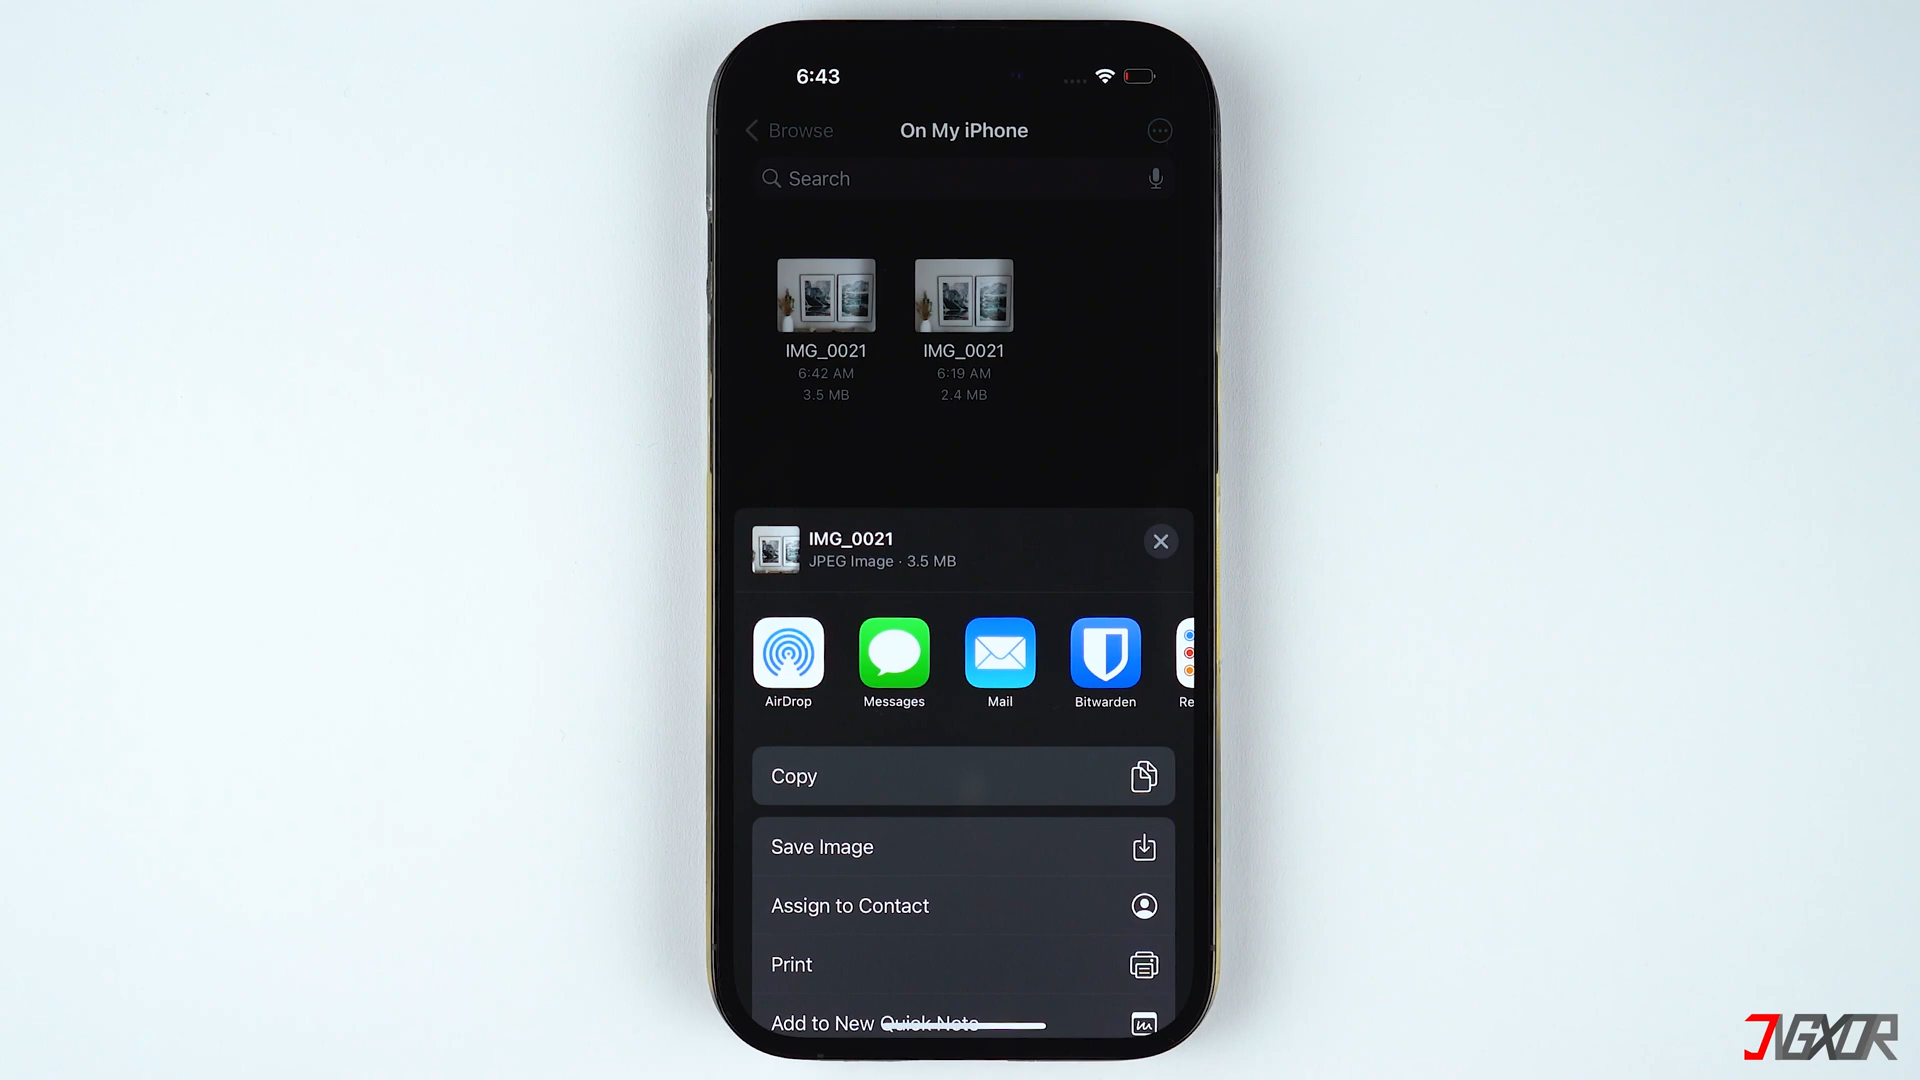 6:43
Browse
On My iPhone
Search
IMG_0021
6:42 AM
3.5 MB
IMG_0021
6:19 AM
2.4 MB
IMG_0021
JPEG Image · 3.5 MB
AirDrop
Messages
Mail
Bitwarden
Re
Copy
Save Image
Assign to Contact
Print
Add to New Quick Note
JVGXOR